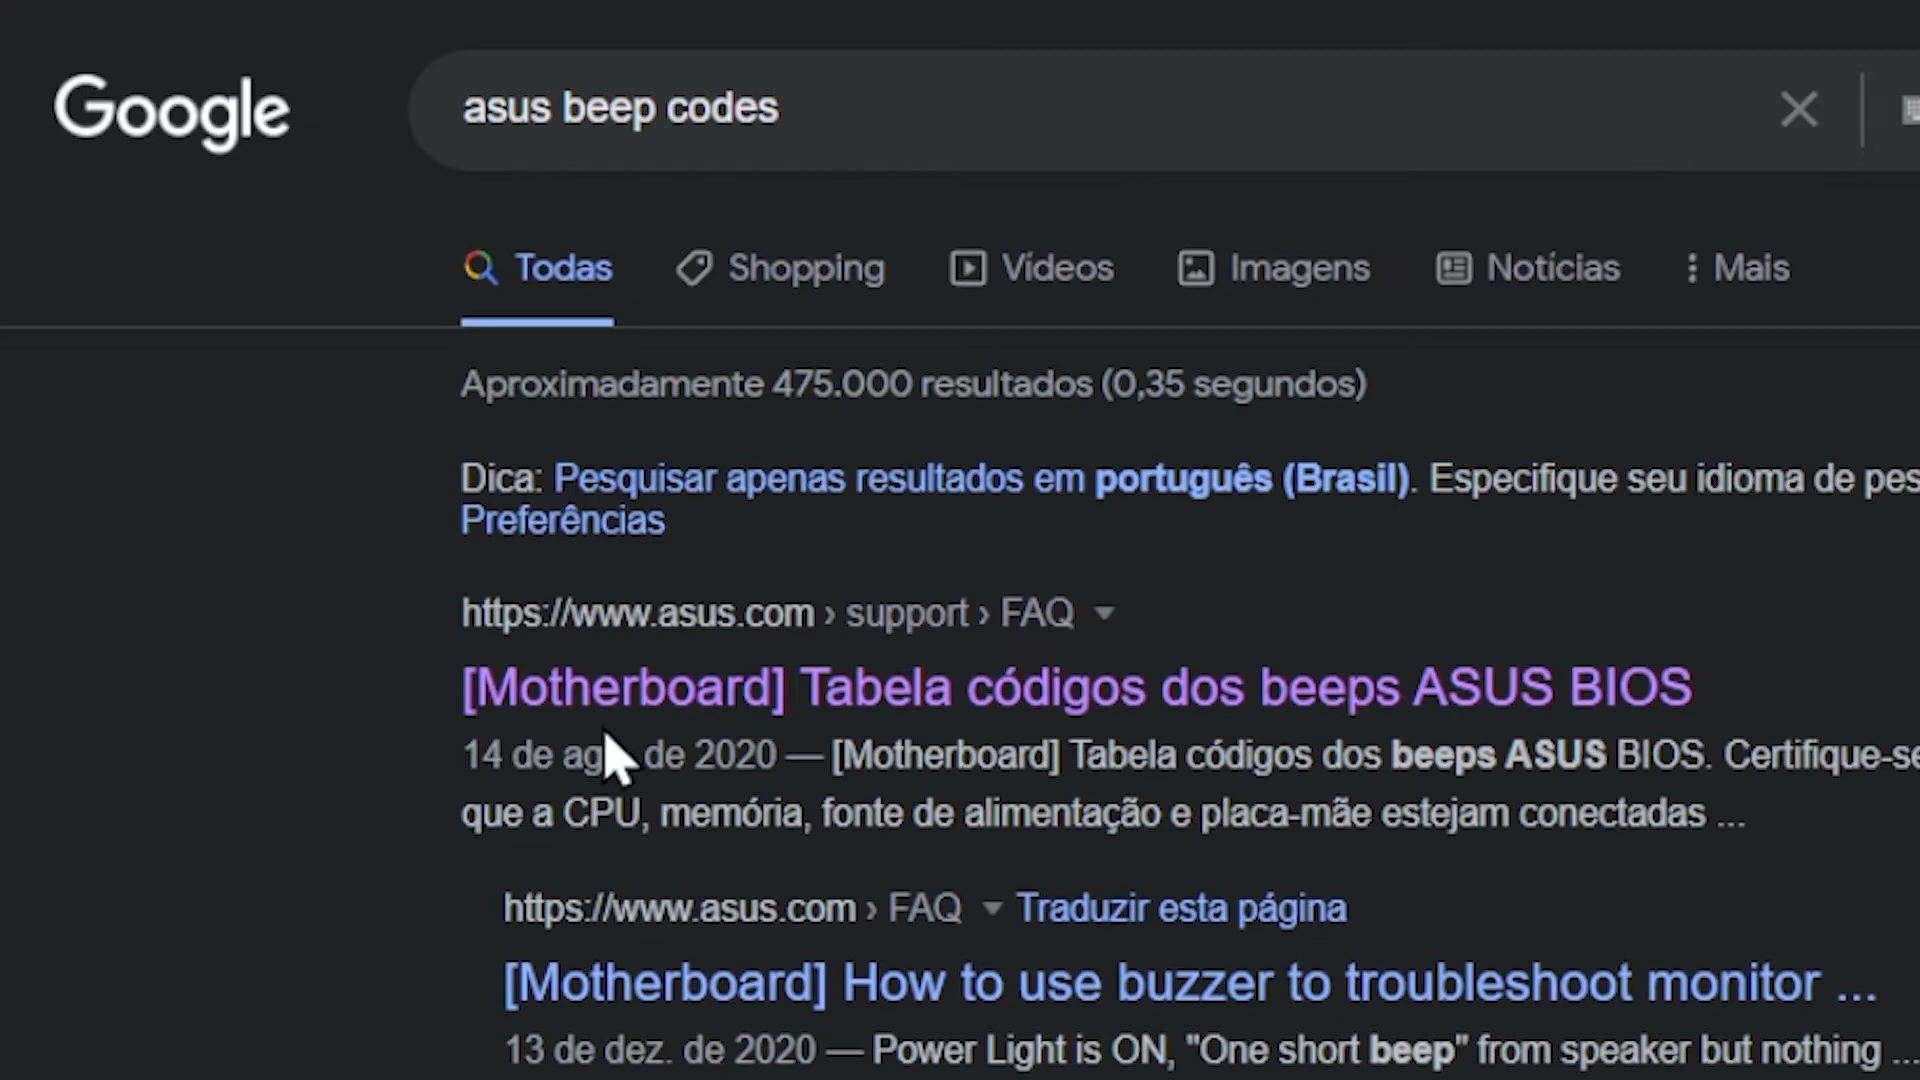 Google
asus beep codes
Todas Shopping Vídeos Imagens Notícias Mais
Aproximadamente 475.000 resultados (0,35 segundos)
Dica: Pesquisar apenas resultados em português (Brasil). Especifique seu idioma de pes
Preferências
https://www.asus.com › support › FAQ
[Motherboard] Tabela códigos dos beeps ASUS BIOS
14 de ag de 2020 — [Motherboard] Tabela códigos dos beeps ASUS BIOS. Certifique-se
que a CPU, memória, fonte de alimentação e placa-mãe estejam conectadas ...
https://www.asus.com › FAQ Traduzir esta página
[Motherboard] How to use buzzer to troubleshoot monitor ...
13 de dez. de 2020 — Power Light is ON, "One short beep" from speaker but nothing ...